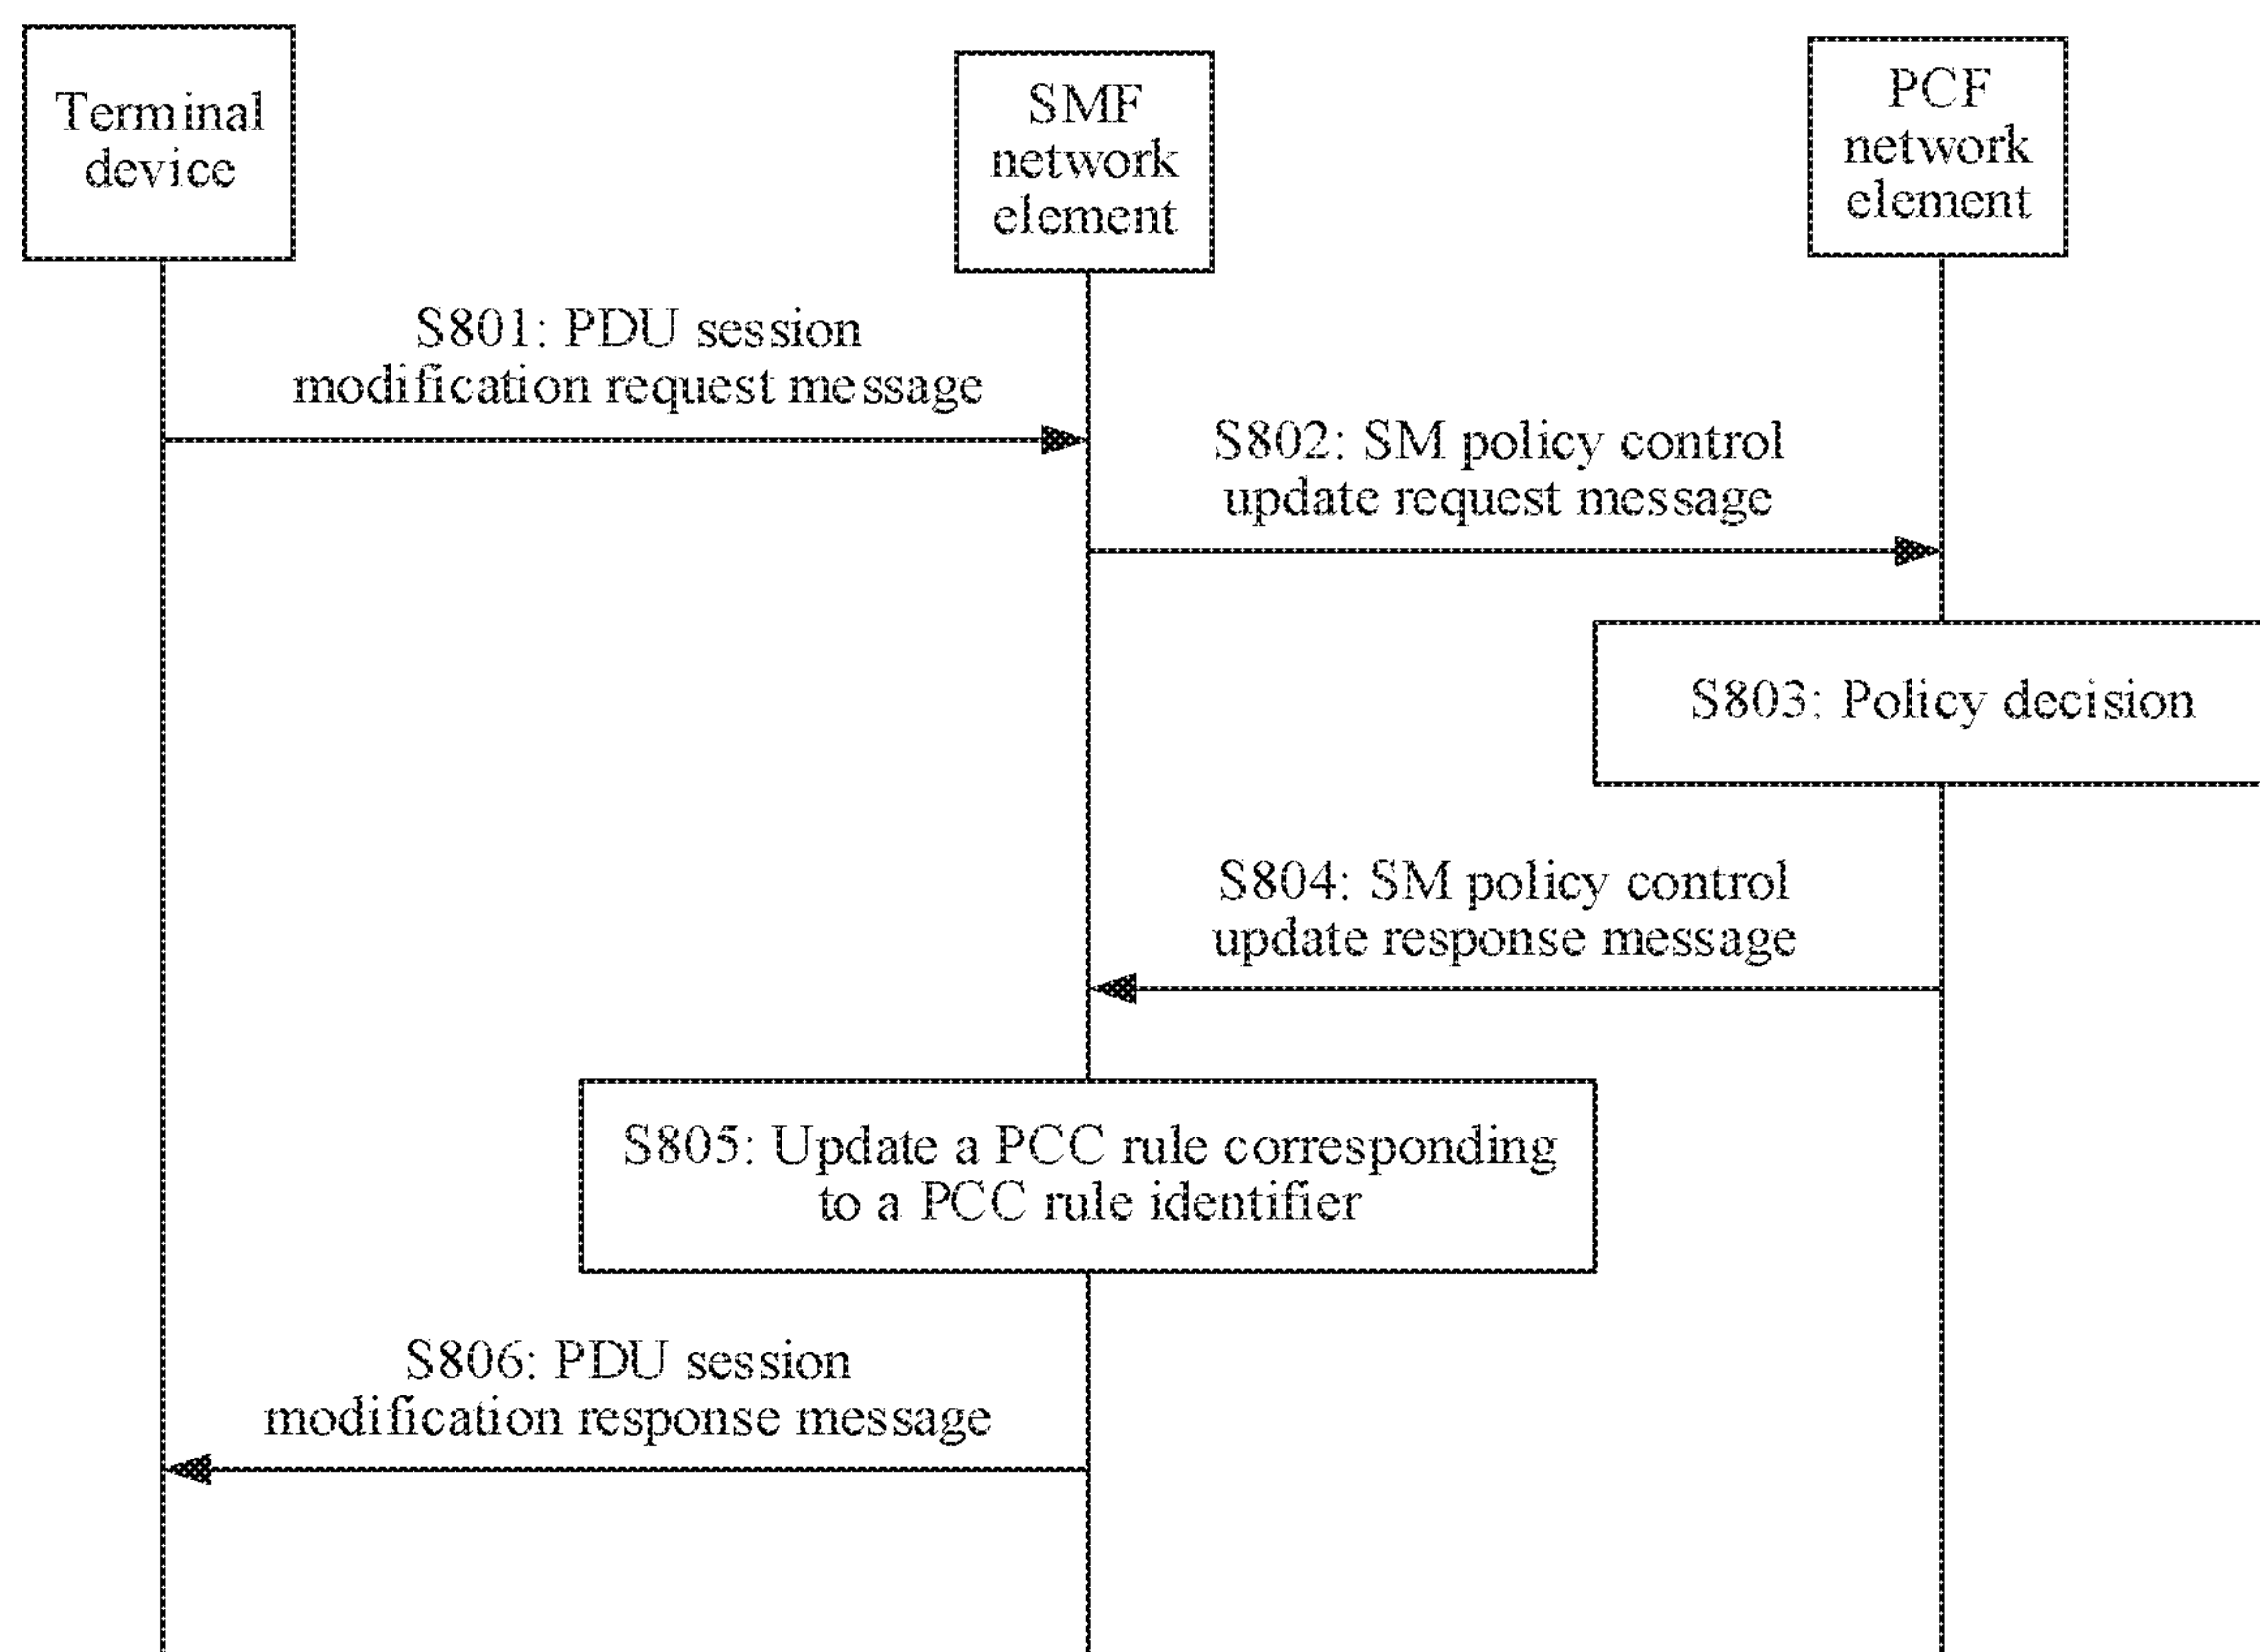 Terminal
device
SMF
network
element
PCF
network
element
S801: PDU session
modification request message
S802: SM policy control
update request message
S803: Policy decision
S804: SM policy control
update response message
S805: Update a PCC rule corresponding
to a PCC rule identifier
S806: PDU session
modification response message